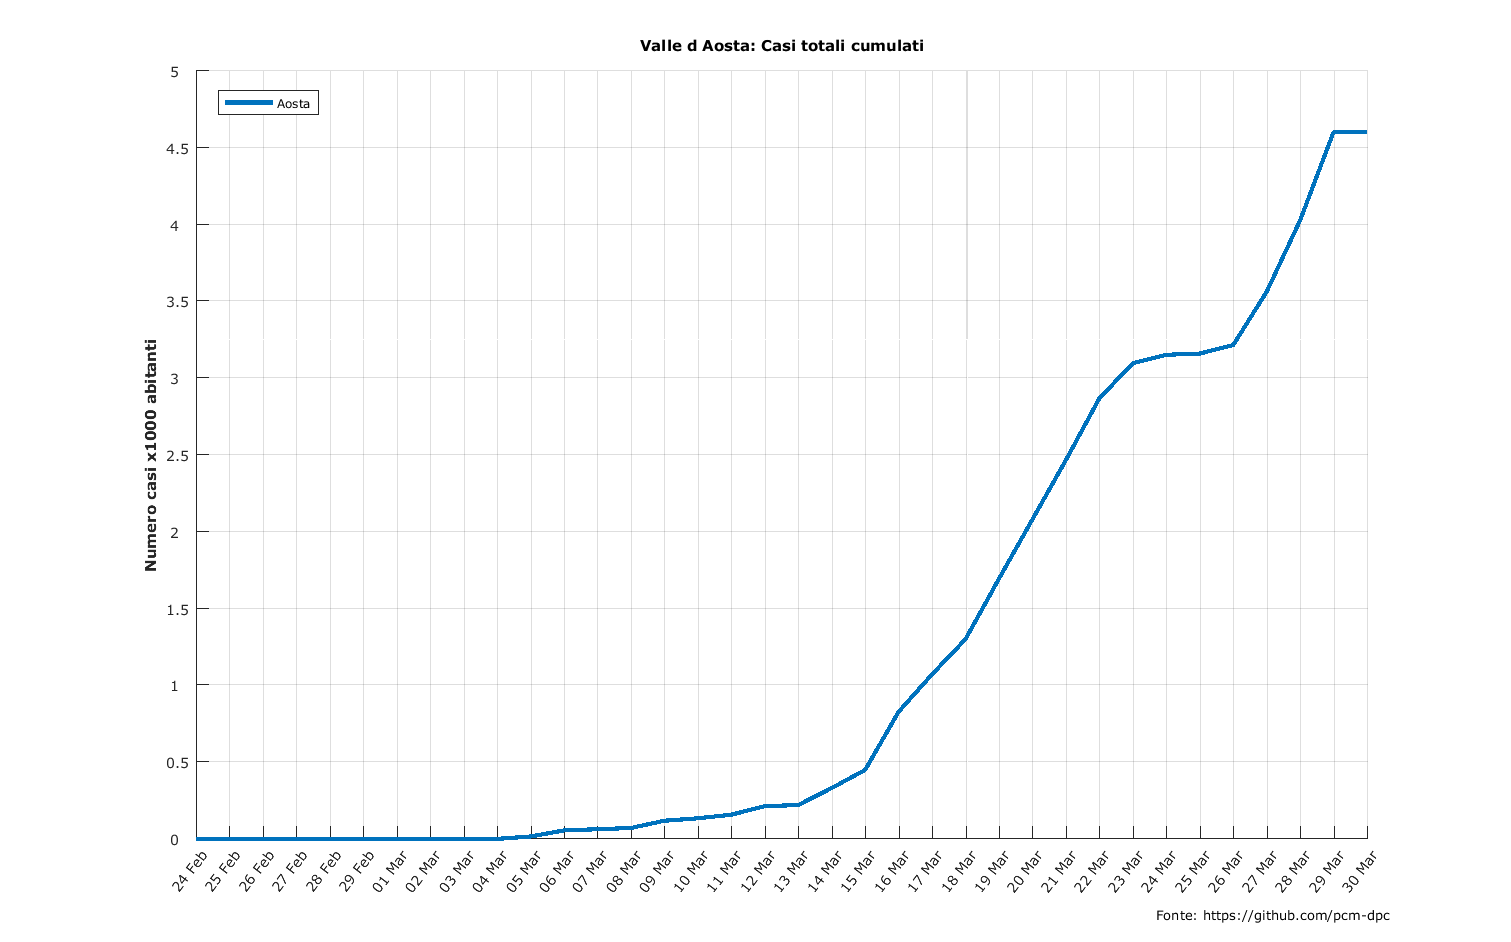 Valle d Aosta: Casi totali cumulati
Aosta
Numero casi x1000 abitanti
5
4.5
4
3.5
3
2.5
2
1.5
1
0.5
0
24 Feb
25 Feb
26 Feb
27 Feb
28 Feb
29 Feb
01 Mar
02 Mar
03 Mar
04 Mar
05 Mar
06 Mar
07 Mar
08 Mar
09 Mar
10 Mar
11 Mar
12 Mar
13 Mar
14 Mar
15 Mar
16 Mar
17 Mar
18 Mar
19 Mar
20 Mar
21 Mar
22 Mar
23 Mar
24 Mar
25 Mar
26 Mar
27 Mar
28 Mar
29 Mar
30 Mar
Fonte: https://github.com/pcm-dpc